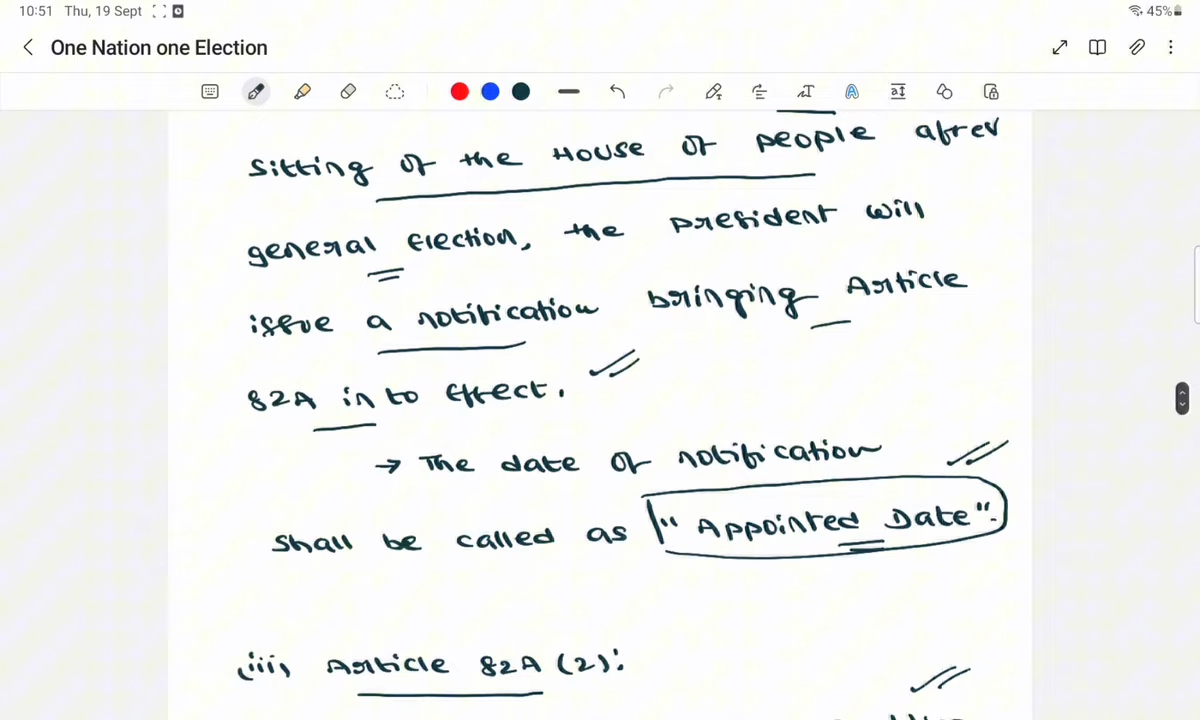 10:51 Thu, 19 Sept 45%
One Nation one Election
Sitting of the House of people after
general Election, the president will
issue a notification bringing Article
82A in to Effect.
→ The date of notification
shall be called as "Appointed Date".
(iii) Article 82A (2):